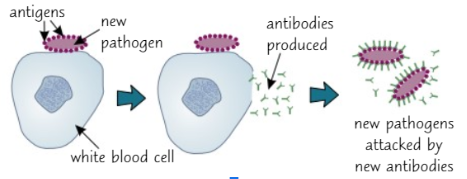 antigens
new
pathogen
white blood cell
antibodies
produced
new pathogens
attacked by
new antibodies